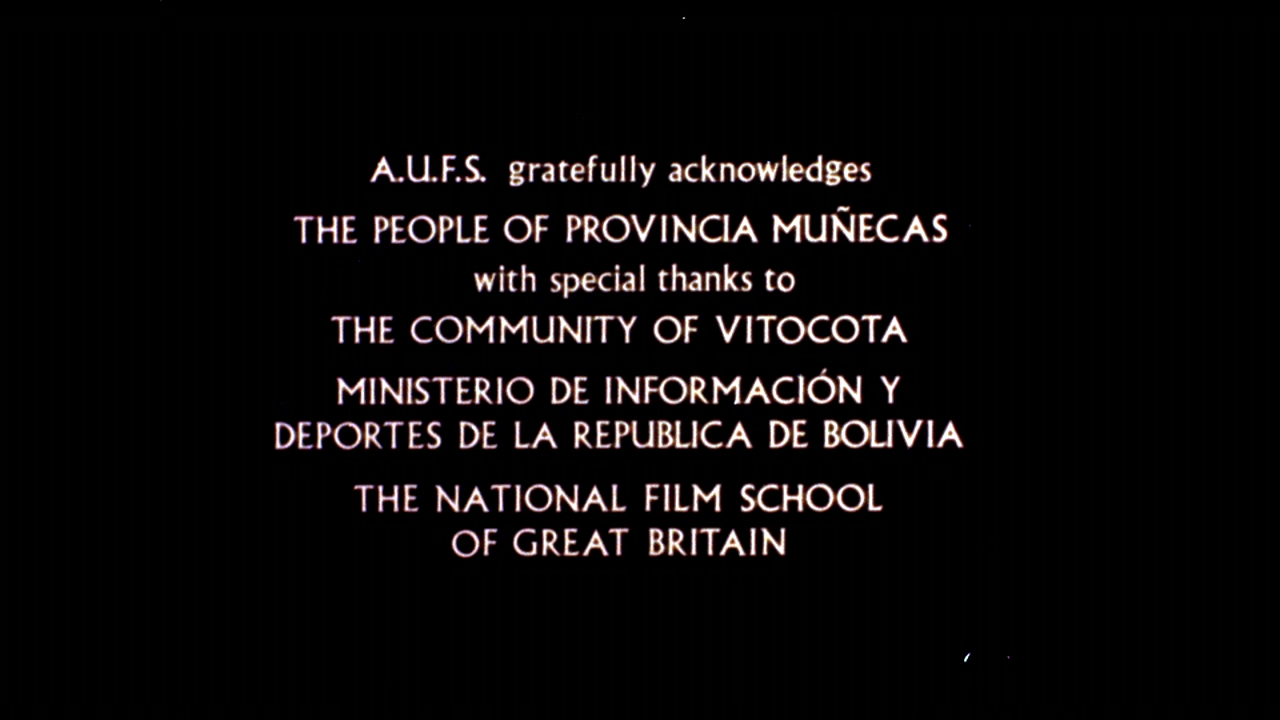 A.U.F.S. gratefully acknowledges
THE PEOPLE OF PROVINCIA MUÑECAS
with special thanks to
THE COMMUNITY OF VITOCOTA
MINISTERIO DE INFORMACIÓN Y
DEPORTES DE LA REPUBLICA DE BOLIVIA
THE NATIONAL FILM SCHOOL
OF GREAT BRITAIN